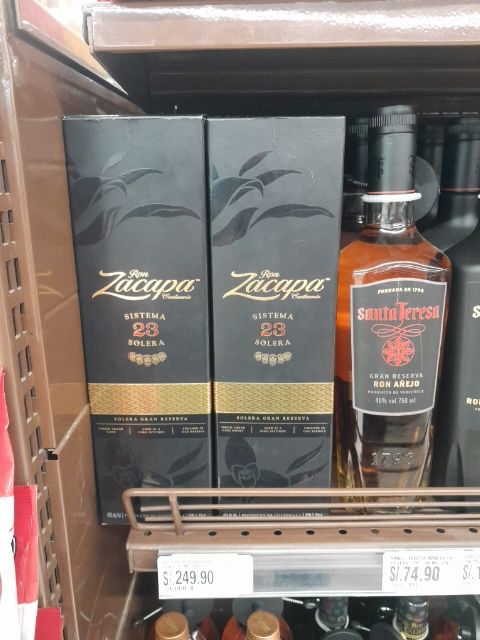 Ron
Zacapa
Centenario
SISTEMA
23
SOLERA
SOLERA GRAN RESERVA
Ron
Zacapa
Centenario
SISTEMA
23
SOLERA
SOLERA GRAN RESERVA
FUNDADA EN 1796
Santa Teresa
GRAN RESERVA
RON AÑEJO
PRODUCTO DE VENEZUELA
40% vol 750 ml
1796
S/.249.90
S/.74.90